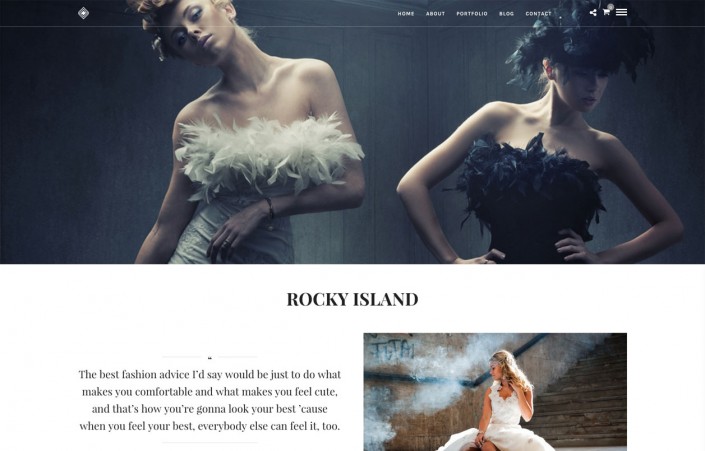 HOME ABOUT PORTFOLIO BLOG CONTACT
ROCKY ISLAND
“
The best fashion advice I’d say would be just to do what
makes you comfortable and what makes you feel cute,
and that’s how you’re gonna look your best ’cause
when you feel your best, everybody else can feel it, too.